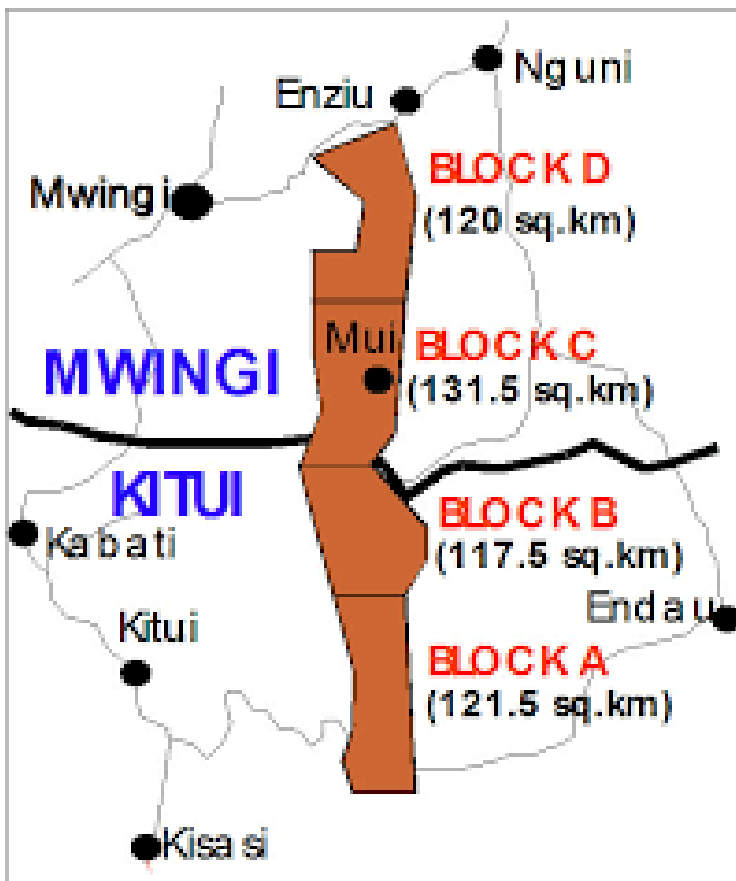 Nguni
Enziu
BLOCK D
Mwingi
(120 sq.km)
Mui
BLOCK C
MWINGI
(131.5 sq.km)
KITUI
BLOCK B
Kabati
(117.5 sq.km)
Endau
Kitui
BLOCK A
(121.5 sq.km)
Kisasi